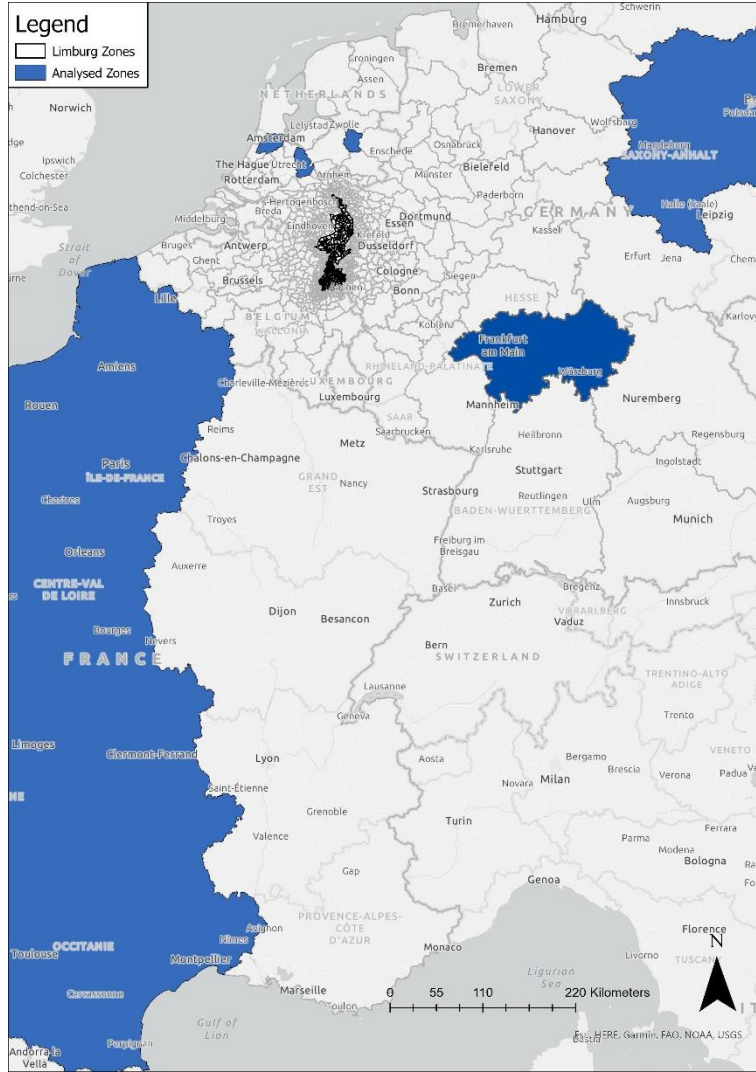 Legend
Limburg Zones
Analysed Zones
Schwerin
Bremerhaven
Hamburg
Groningen
Assen
Bremen
NETHERLANDS
LOWER
SAXONY
Norwich
Lelystad
Zwolle
Wolfsburg
Amsterdam
Hanover
Potsdam
Enschede
Osnabrück
Magdeburg
Ipswich
The Hague
Utrecht
SAXONY-ANHALT
Colchester
Arnhem
Münster
Bielefeld
Rotterdam
Paderborn
's-Hertogenbosch
Breda
Dortmund
Halle (Saale)
Leipzig
Middelburg
Essen
GERMANY
Eindhoven
Krefeld
Kassel
Strait
of
Dover
Bruges
Antwerp
Dusseldorf
Ghent
Cologne
Siegen
Erfurt
Jena
Brussels
Bonn
Lille
HESSE
BELGIUM
Koblenz
WALLONIA
Frankfurt
am Main
Amiens
RHINELAND-PALATINATE
Würzburg
Charleville-Mézières
LUXEMBOURG
Rouen
Luxembourg
Mannheim
Nuremberg
SAAR
Reims
Saarbrucken
Metz
Heilbronn
Regensburg
Karlsruhe
Paris
Chalons-en-Champagne
ÎLE-DE-FRANCE
Ingolstadt
Stuttgart
GRAND
EST
Nancy
Chartres
Strasbourg
Reutlingen
Ulm
Augsburg
BADEN-WUERTTEMBERG
Troyes
Munich
Freiburg im
Breisgau
Orleans
Auxerre
CENTRE-VAL
DE LOIRE
Basel
Bregenz
Zurich
Innsbruck
Dijon
VORARLBERG
Besancon
Vaduz
Bourges
Nevers
Bern
FRANCE
SWITZERLAND
TRENTINO-ALTO
ADIGE
Lausanne
Geneva
Trento
Limoges
Clermont-Ferrand
Lyon
Aosta
Bergamo
VENETO
Novara
Milan
Brescia
Verona
Padua
Saint-Étienne
Grenoble
Turin
Valence
Ferrara
Parma
Modena
Bologna
Gap
Genoa
PROVENCE-ALPES-
CÔTE
D'AZUR
Avignon
Nîmes
Florence
N
Toulouse
OCCITANIE
Montpellier
Monaco
Livorno
TUSCANY
Marseille
Toulon
Ligurian
Sea
0 55 110 220 Kilometers
Carcassonne
Gulf of
Lion
Perpignan
Bastia
Esri, HERE, Garmin, FAO, NOAA, USGS
Andorra la
Vella